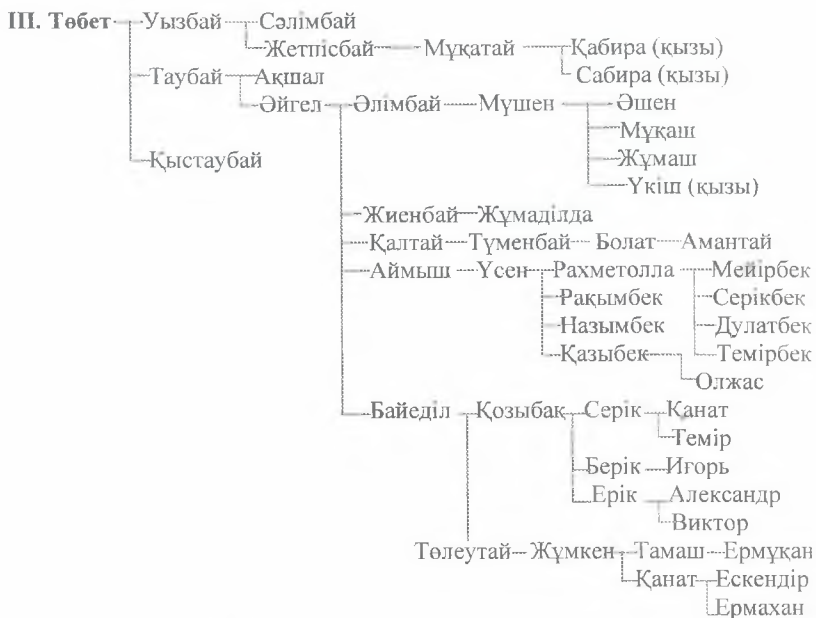 III. Төбет Уызбай Сәлімбай
Жетпісбай Мұқатай Қабира (қызы)
Сабира (қызы)
Таубай Ақшал
Әйгел Әлімбай Мүшен Әшен
Мұқаш
Қыстаубай Жұмаш
Үкіш (қызы)
Жиенбай Жұмаділда
Қалтай Түменбай Болат Амантай
Аймыш Үсен Рахметолла Мейірбек
Рақымбек Серікбек
Назымбек Дулатбек
Қазыбек Темірбек
Олжас
Байеділ Қозыбақ Серік Қанат
Темір
Берік Игорь
Ерік Александр
Виктор
Төлеутай Жұмкен Тамаш Ермұқан
Қанат Ескендір
Ермахан